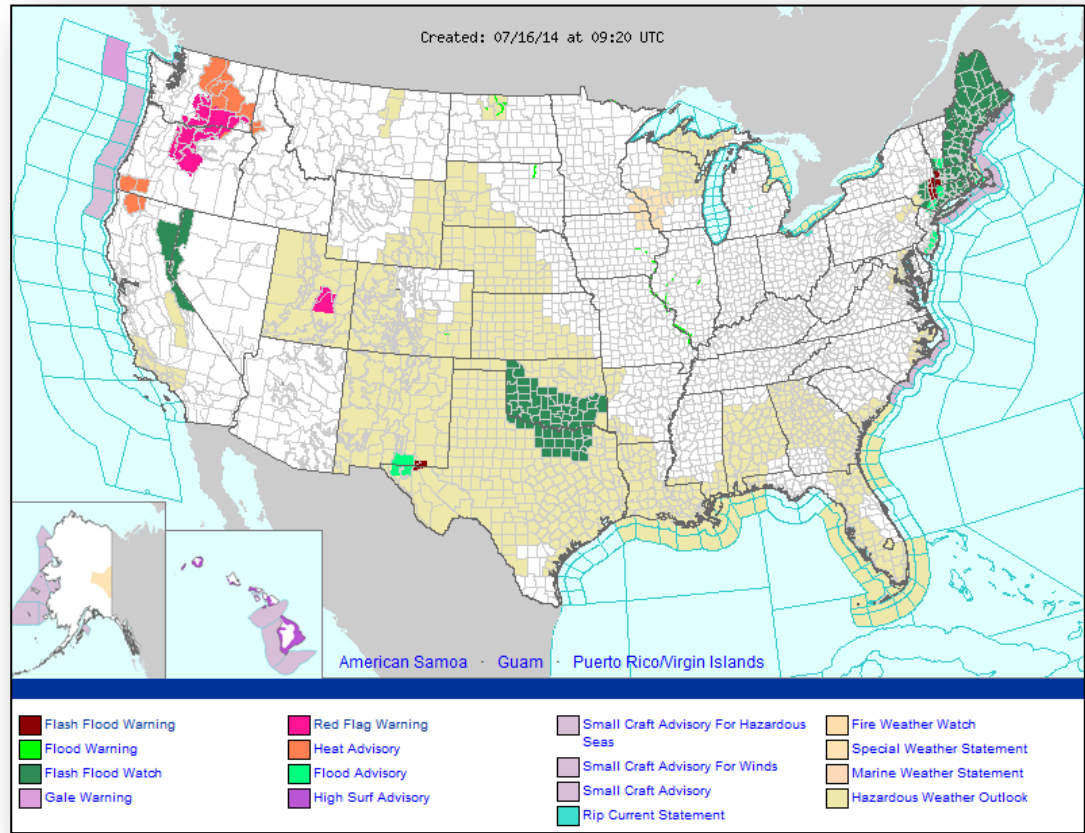 Created: 07/16/14 at 09:20 UTC
American Samoa · Guam · Puerto Rico/Virgin Islands
Flash Flood Warning
Flood Warning
Flash Flood Watch
Gale Warning
Red Flag Warning
Heat Advisory
Flood Advisory
High Surf Advisory
Small Craft Advisory For Hazardous
Seas
Small Craft Advisory For Winds
Small Craft Advisory
Rip Current Statement
Fire Weather Watch
Special Weather Statement
Marine Weather Statement
Hazardous Weather Outlook